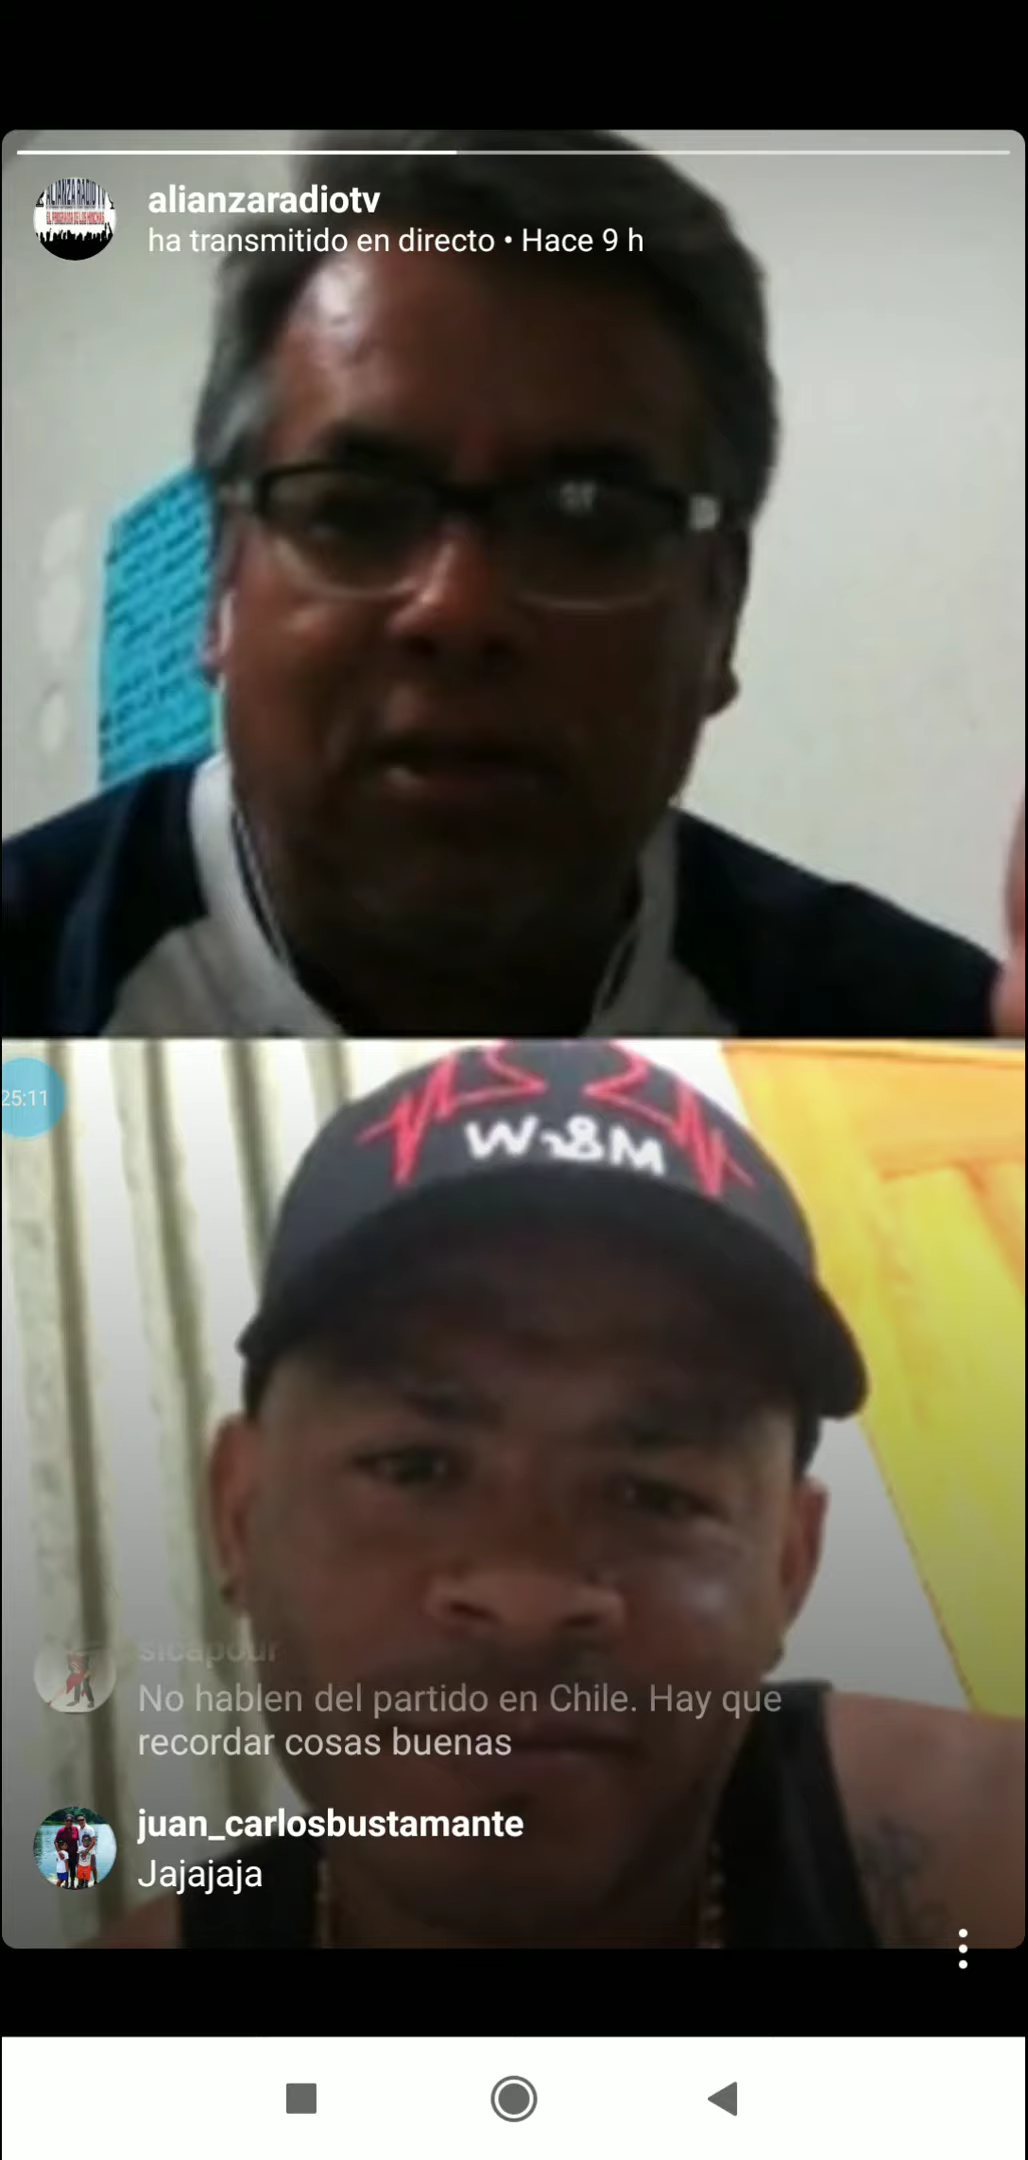 alianzaradiotv
ha transmitido en directo • Hace 9 h
W&M
25:11
sicapour
No hablen del partido en Chile. Hay que
recordar cosas buenas
juan_carlosbustamante
Jajajaja